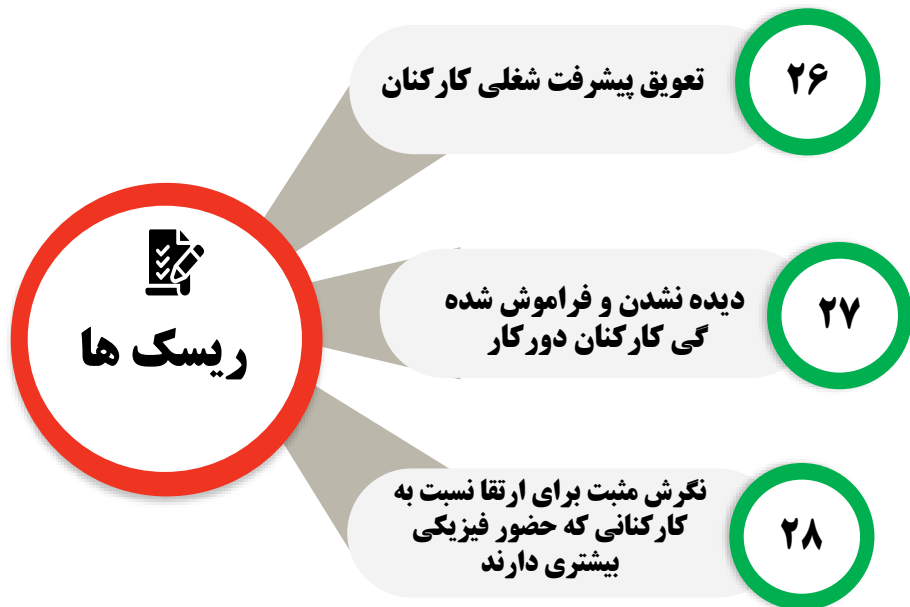 ریسک ها
۲۶
تعویق پیشرفت شغلی کارکنان
۲۷
دیده نشدن و فراموش شده
گی کارکنان دورکار
۲۸
نگرش مثبت برای ارتقا نسبت به
کارکنانی که حضور فیزیکی
بیشتری دارند